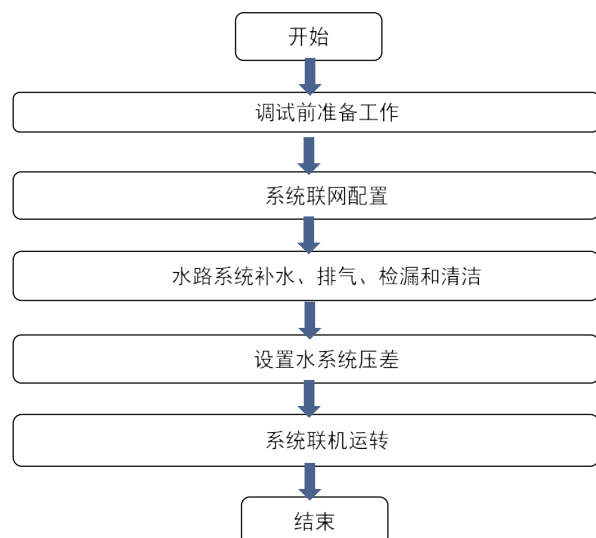 开始
调试前准备工作
系统联网配置
水路系统补水、排气、检漏和清洁
设置水系统压差
系统联机运转
结束